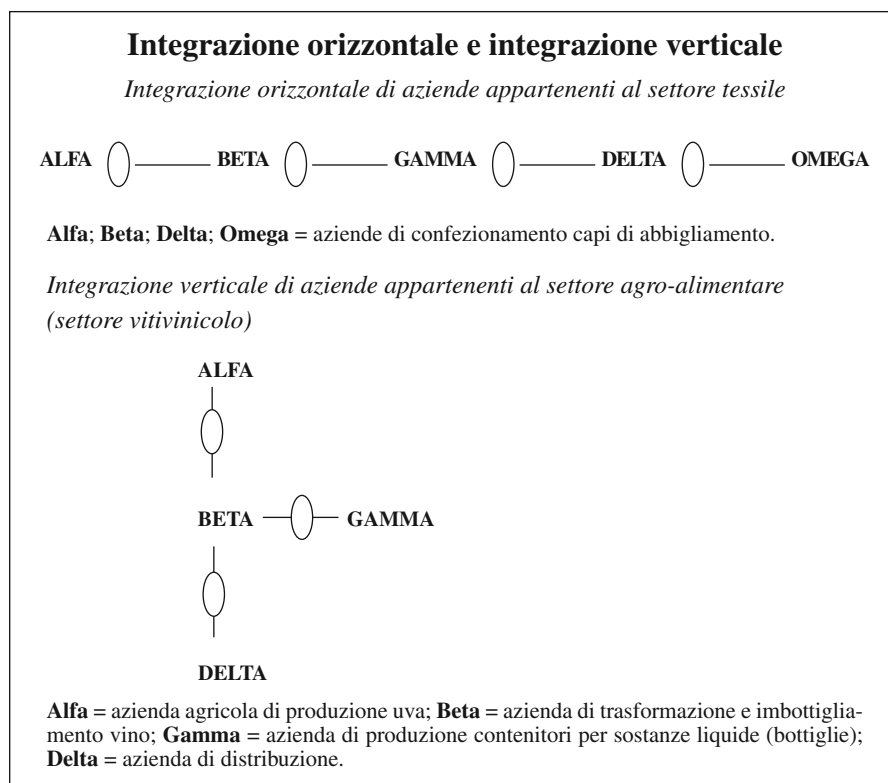 Integrazione orizzontale e integrazione verticale
Integrazione orizzontale di aziende appartenenti al settore tessile
ALFA BETA GAMMA DELTA OMEGA
Alfa; Beta; Delta; Omega = aziende di confezionamento capi di abbigliamento.
Integrazione verticale di aziende appartenenti al settore agro-alimentare
(settore vitivinicolo)
ALFA
BETA GAMMA
DELTA
Alfa = azienda agricola di produzione uva; Beta = azienda di trasformazione e imbottiglia-
mento vino; Gamma = azienda di produzione contenitori per sostanze liquide (bottiglie);
Delta = azienda di distribuzione.